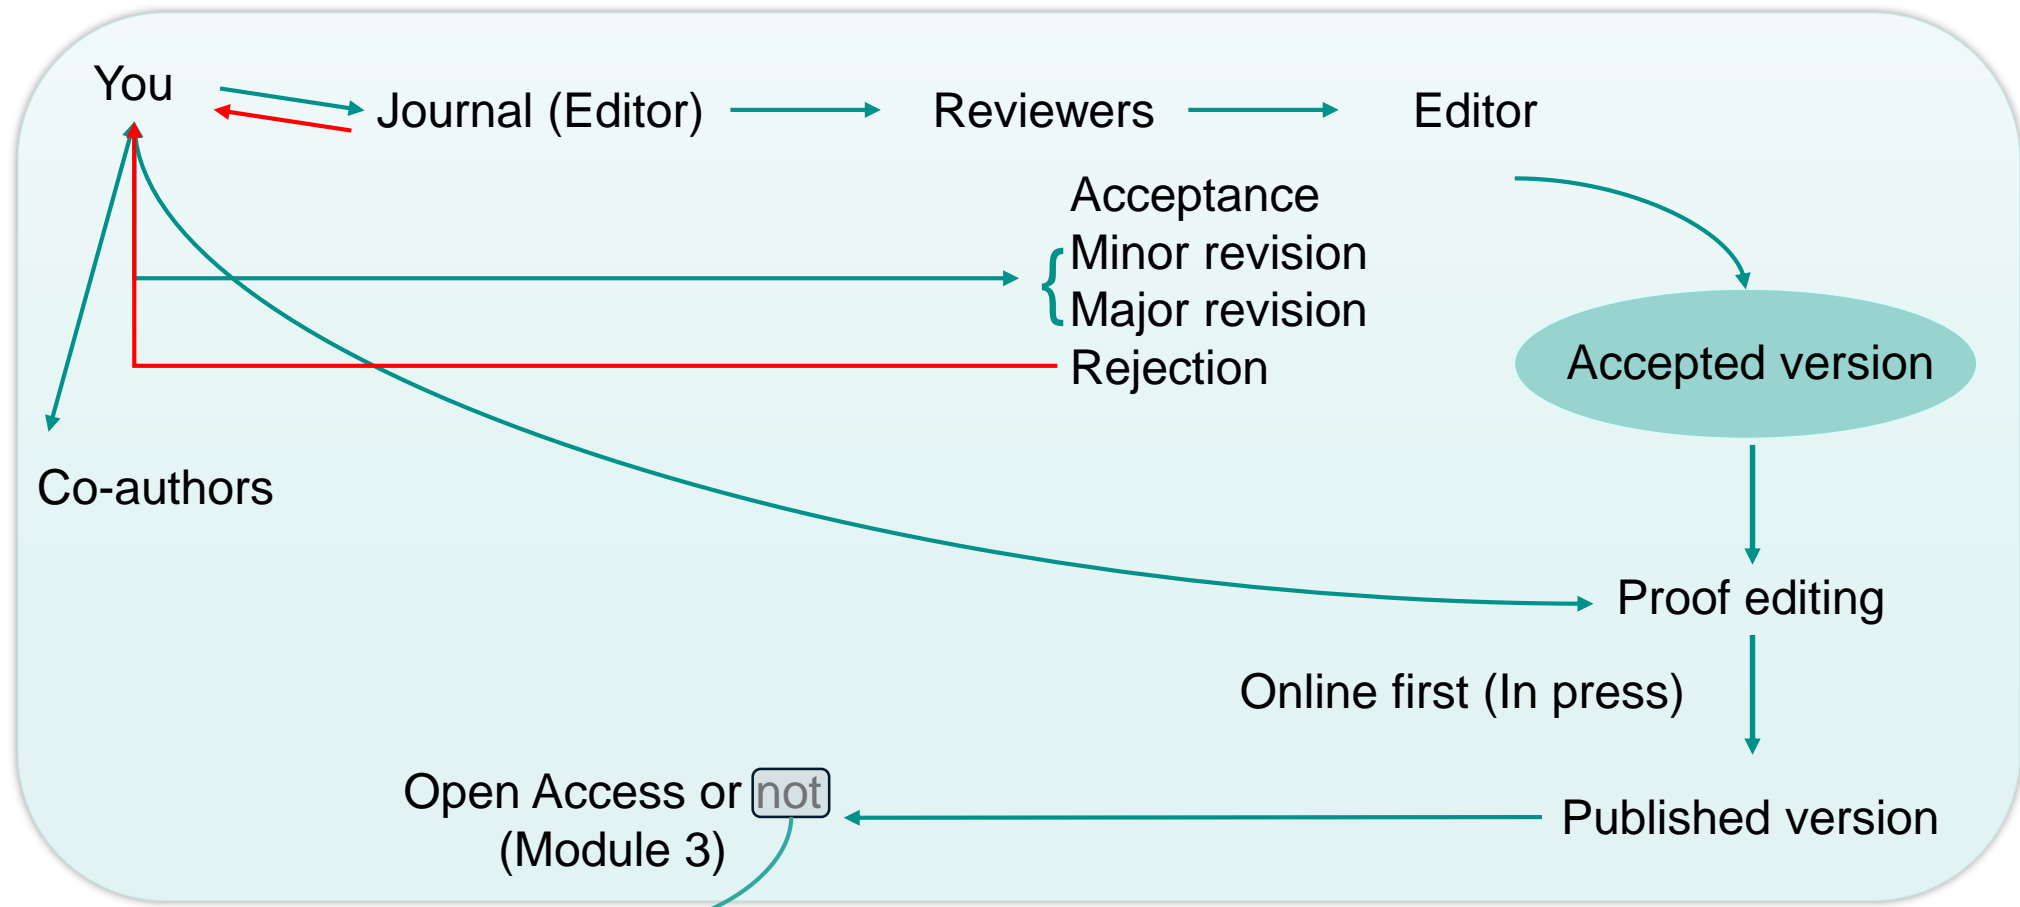 You
Journal (Editor)
Reviewers
Editor
Acceptance
Minor revision
Major revision
Rejection
Accepted version
Co-authors
Proof editing
Online first (In press)
Open Access or not
(Module 3)
Published version